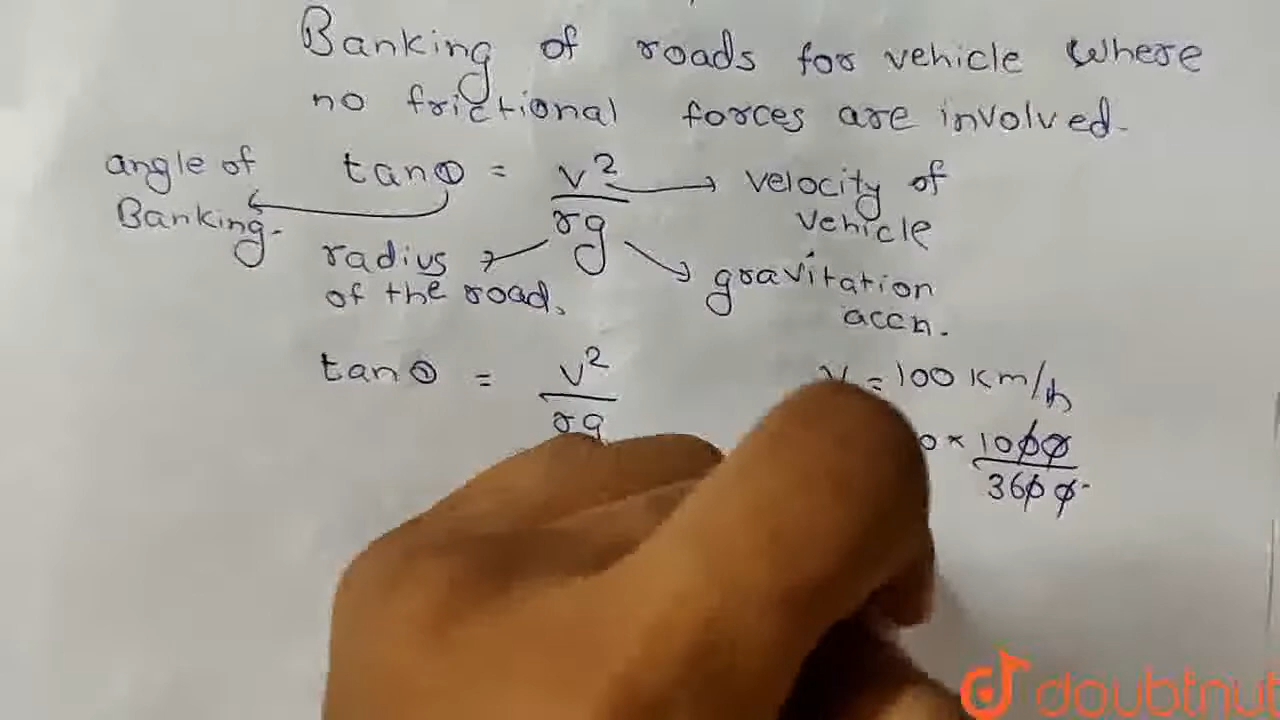 Banking of roads for vehicle where
no frictional forces are involved.
angle of
Banking.
tanθ = v²/rg
velocity of
vehicle
radius
of the road.
gravitation
accn.
tanθ = v²/rg
v = 100 km/h
0 × 1000/3600
doubtnut